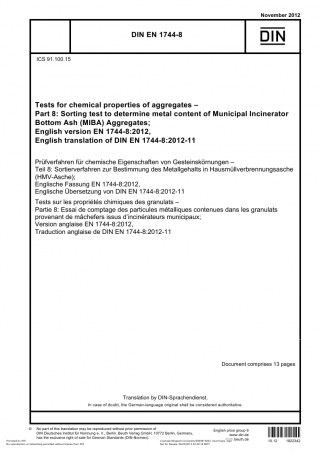 November 2012
DIN EN 1744-8
DIN
ICS 91.100.15
Tests for chemical properties of aggregates –
Part 8: Sorting test to determine metal content of Municipal Incinerator
Bottom Ash (MIBA) Aggregates;
English version EN 1744-8:2012,
English translation of DIN EN 1744-8:2012-11
Prüfverfahren für chemische Eigenschaften von Gesteinskörnungen –
Teil 8: Sortierverfahren zur Bestimmung des Metallgehalts in Hausmüllverbrennungsasche
(HMV-Asche);
Englische Fassung EN 1744-8:2012,
Englische Übersetzung von DIN EN 1744-8:2012-11
Tests sur les propriétés chimiques des granulats –
Partie 8: Essai de comptage des particules métalliques contenues dans les granulats
provenant de mâchefers issus d'incinérateurs municipaux;
Version anglaise EN 1744-8:2012,
Traduction anglaise de DIN EN 1744-8:2012-11
Document comprises 13 pages
Translation by DIN-Sprachendienst.
In case of doubt, the German-language original shall be considered authoritative.
© No part of this translation may be reproduced without prior permission of
DIN Deutsches Institut für Normung e. V., Berlin. Beuth Verlag GmbH, 10772 Berlin, Germany,
has the exclusive right of sale for German Standards (DIN-Normen).
English price group 9
www.din.de
www.beuth.de
10.12 1922342